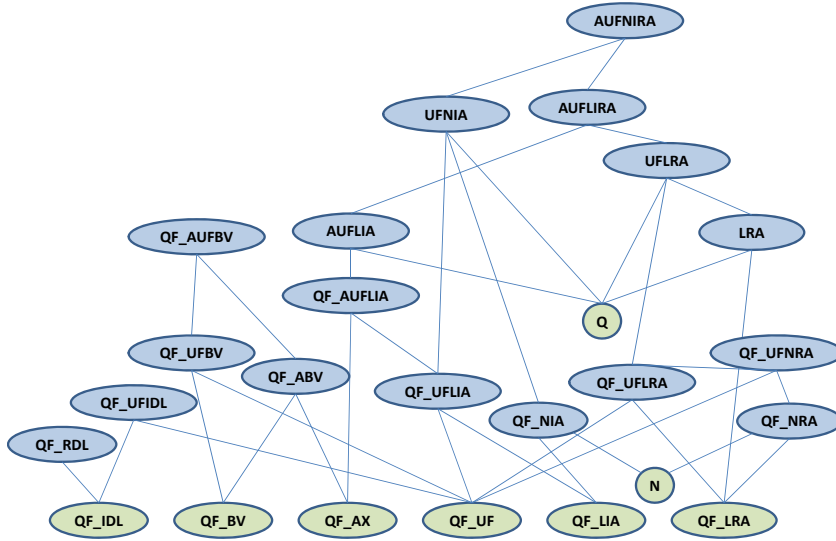 AUFNIRA
AUFLIRA
UFNIA
UFLRA
AUFLIA
LRA
QF_AUFBV
QF_AUFLIA
Q
QF_UFBV
QF_UFNRA
QF_ABV
QF_UFLRA
QF_UFLIA
QF_UFIDL
QF_NIA
QF_NRA
QF_RDL
N
QF_IDL
QF_BV
QF_AX
QF_UF
QF_LIA
QF_LRA